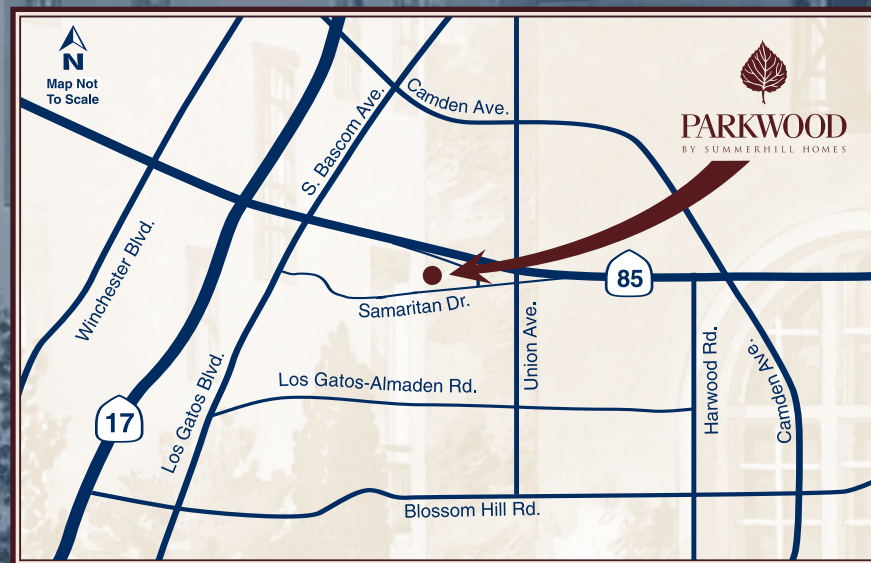 N
Map Not
To Scale
Camden Ave.
S. Bascom Ave.
PARKWOOD
BY SUMMERHILL HOMES
Winchester Blvd.
85
Samaritan Dr.
Union Ave.
Harwood Rd.
Camden Ave.
Los Gatos-Almaden Rd.
Los Gatos Blvd.
17
Blossom Hill Rd.